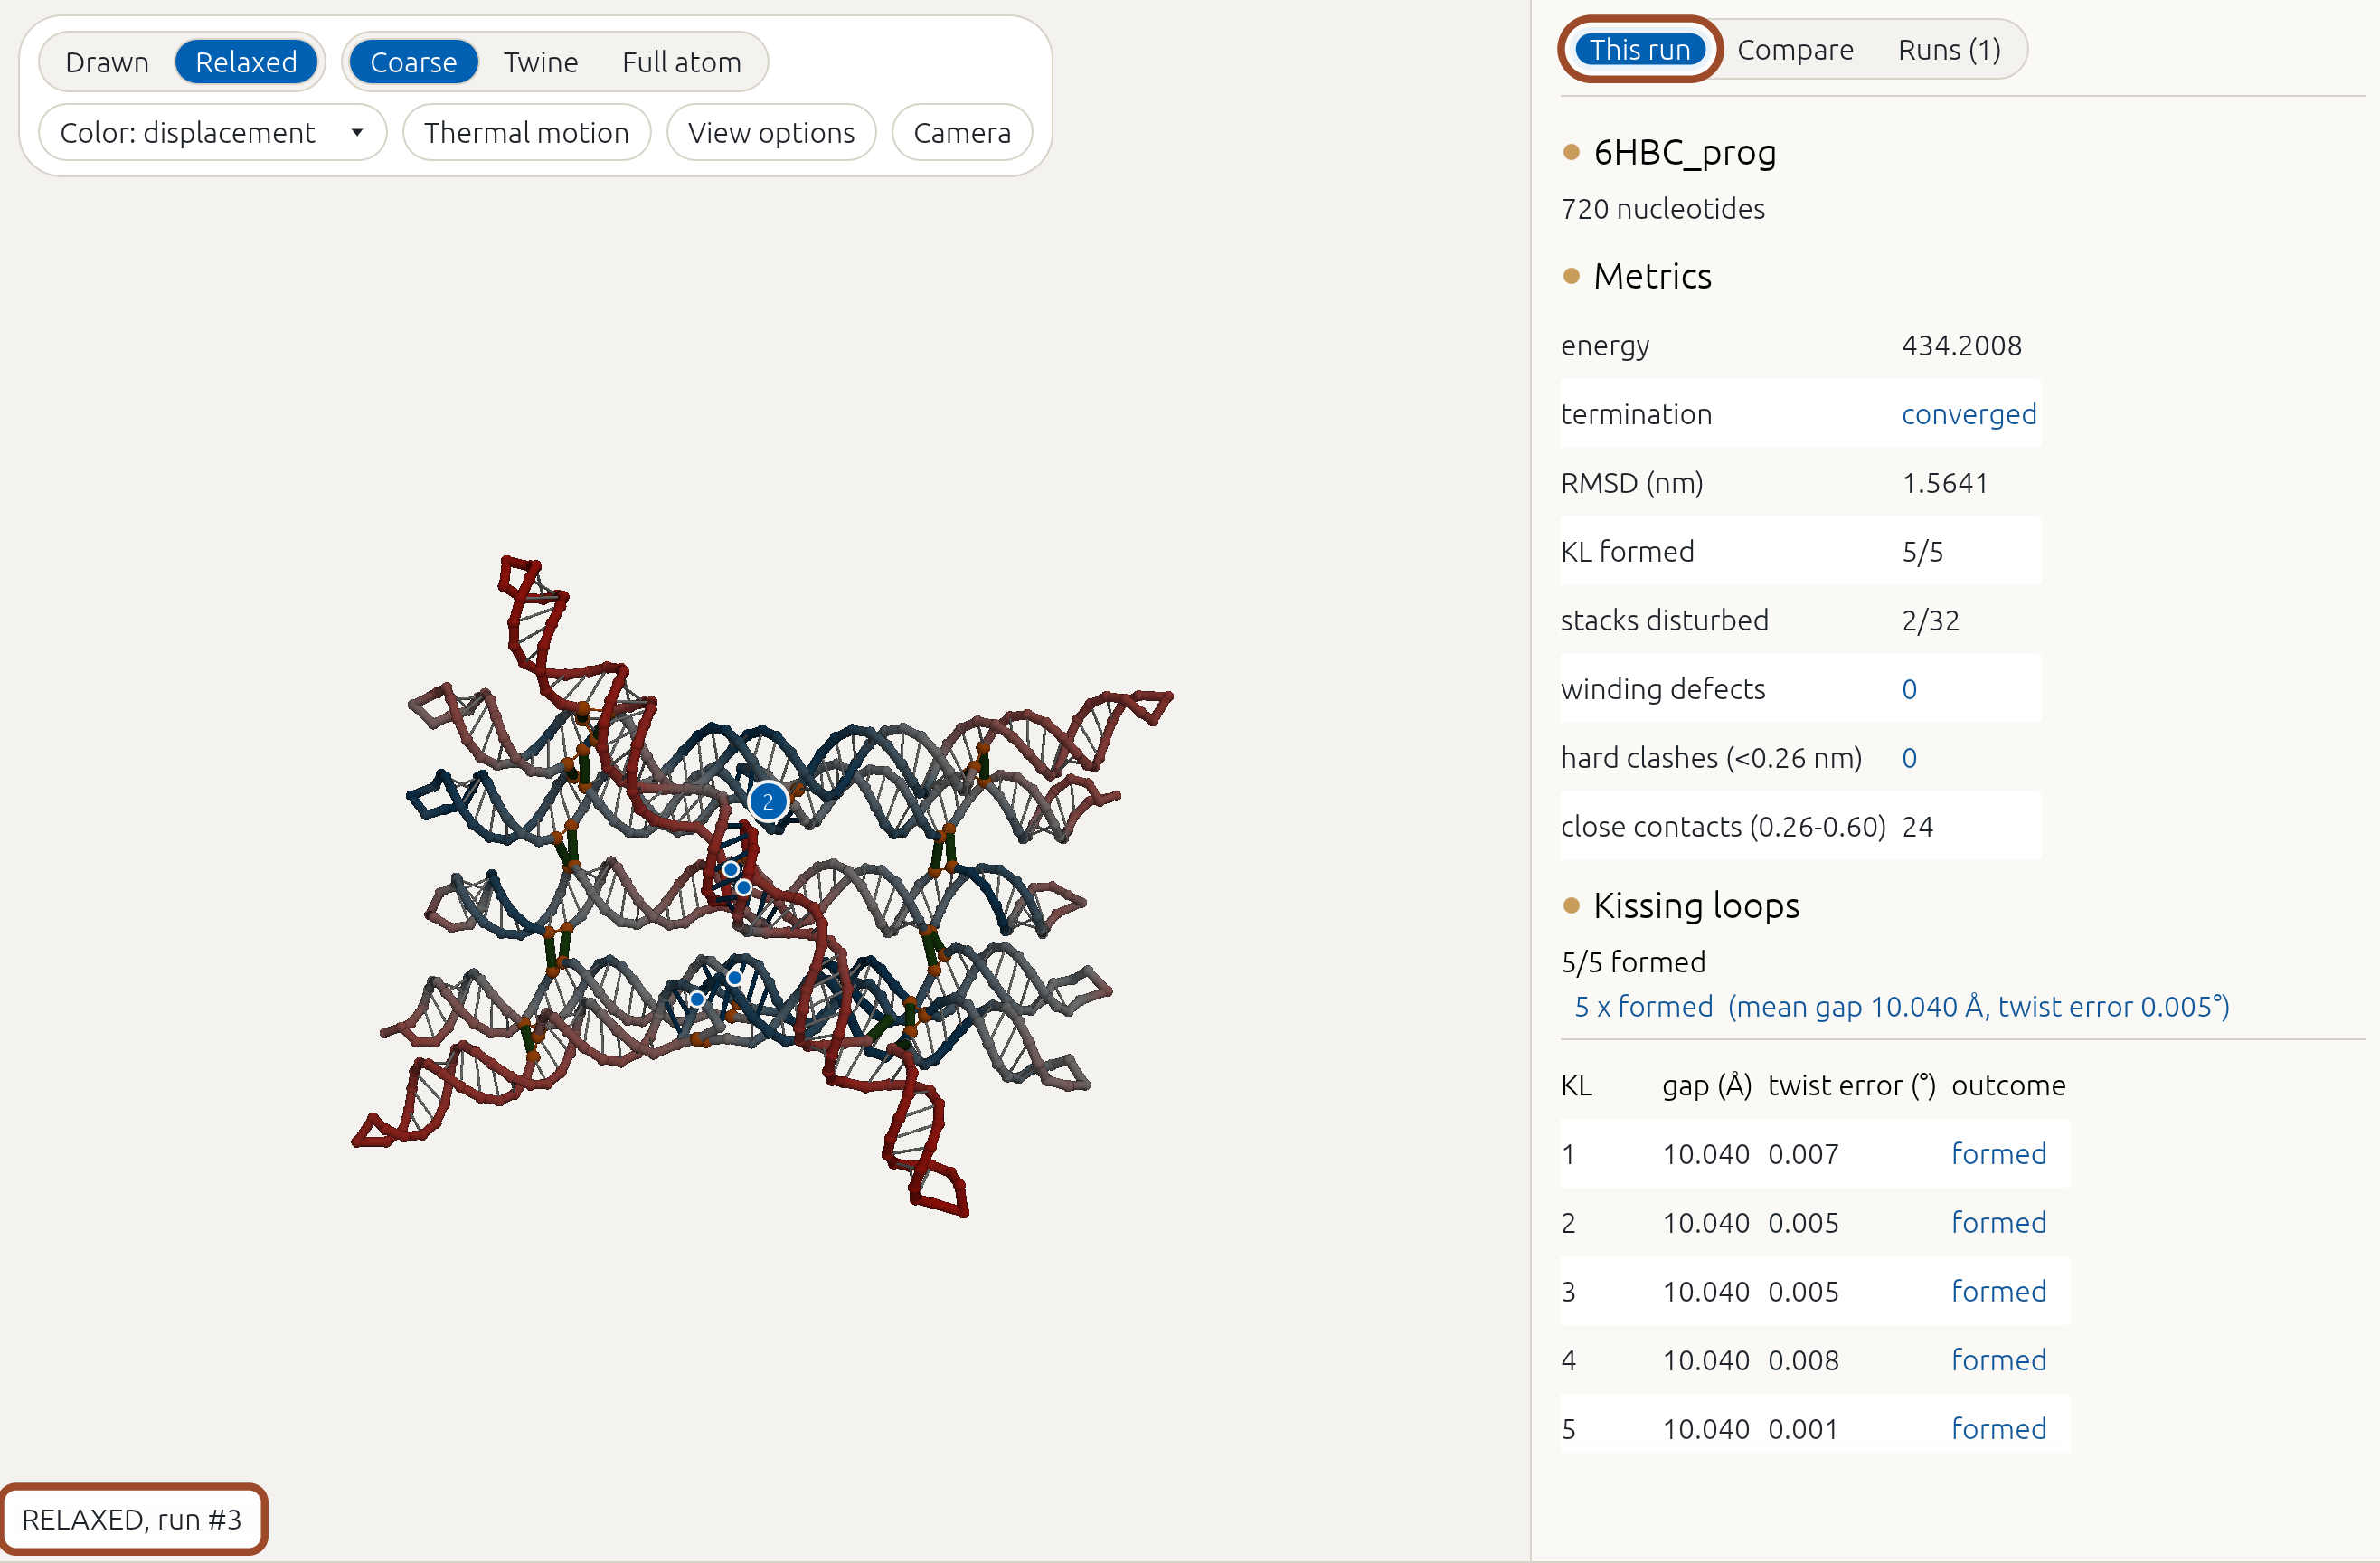 Drawn Relaxed Coarse Twine Full atom
Color: displacement Thermal motion View options Camera
2
RELAXED, run #3
This run Compare Runs (1)
6HBC_prog
720 nucleotides
Metrics
energy 434.2008
termination converged
RMSD (nm) 1.5641
KL formed 5/5
stacks disturbed 2/32
winding defects 0
hard clashes (<0.26 nm) 0
close contacts (0.26-0.60) 24
Kissing loops
5/5 formed
5 x formed (mean gap 10.040 Å, twist error 0.005°)
KL gap (Å) twist error (°) outcome
1 10.040 0.007 formed
2 10.040 0.005 formed
3 10.040 0.005 formed
4 10.040 0.008 formed
5 10.040 0.001 formed